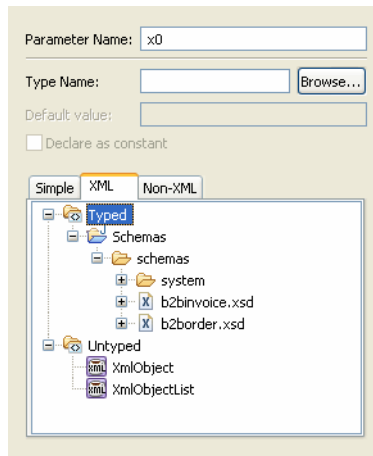 Parameter Name: x0
Type Name: Browse...
Default value:
Declare as constant
Simple XML Non-XML
Typed
Schemas
schemas
system
b2binvoice.xsd
b2border.xsd
Untyped
XmlObject
XmlObjectList